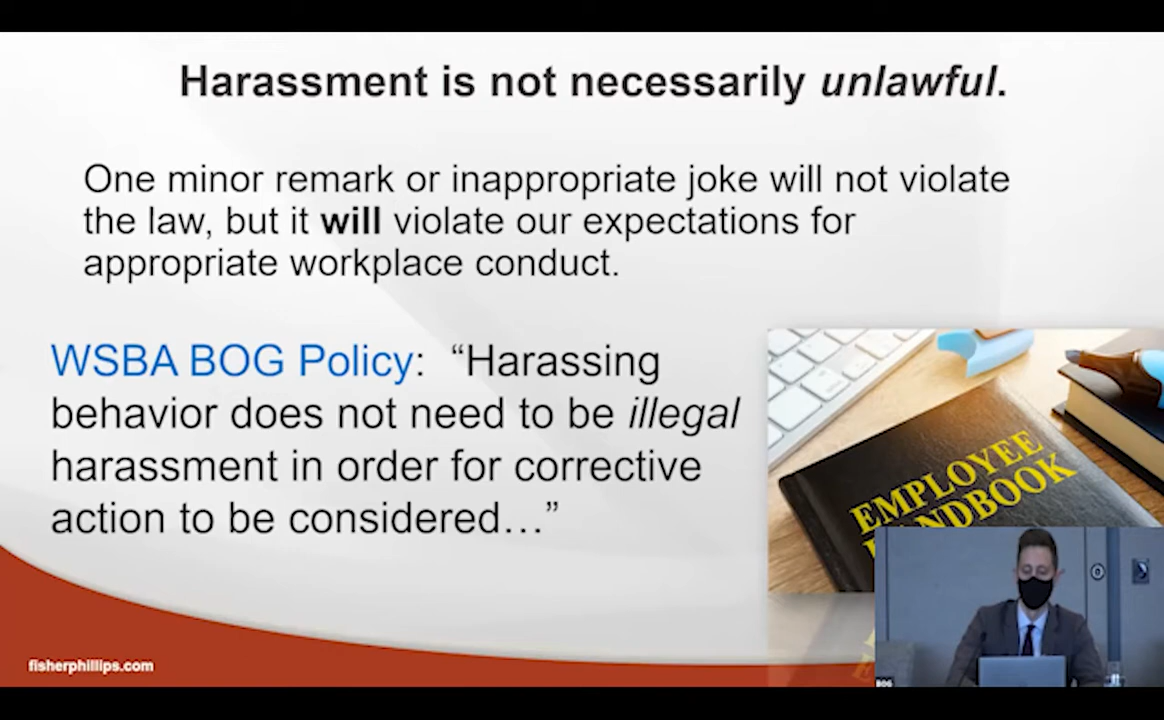 Harassment is not necessarily unlawful.
One minor remark or inappropriate joke will not violate
the law, but it will violate our expectations for
appropriate workplace conduct.
WSBA BOG Policy: “Harassing
behavior does not need to be illegal
harassment in order for corrective
action to be considered…”
EMPLOYEE
HANDBOOK
fisherphillips.com
BOG